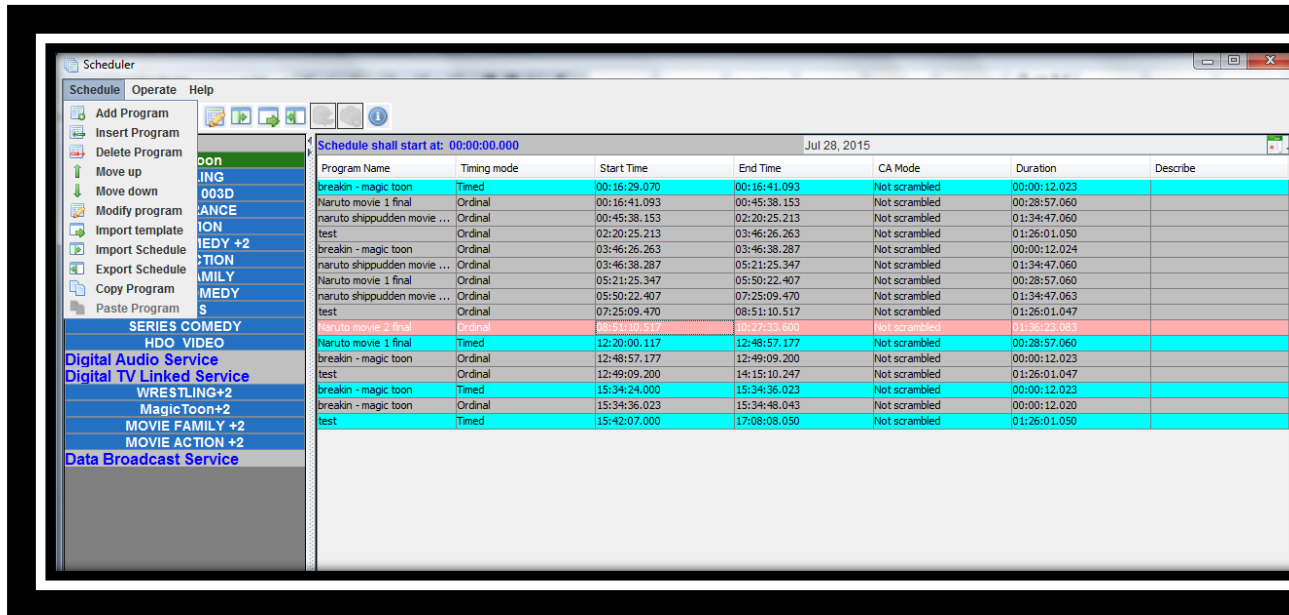 Scheduler
Schedule Operate Help
Add Program
Insert Program
Delete Program
Move up
Move down
Modify program
Import template
Import Schedule
Export Schedule
Copy Program
Paste Program
oon
ING
003D
ANCE
ION
EDY +2
TION
AMILY
MEDY
S
SERIES COMEDY
HDO VIDEO
Digital Audio Service
Digital TV Linked Service
WRESTLING+2
MagicToon+2
MOVIE FAMILY +2
MOVIE ACTION +2
Data Broadcast Service
Schedule shall start at: 00:00:00.000 Jul 28, 2015
Program Name Timing mode Start Time End Time CA Mode Duration Describe
breakin - magic toon Timed 00:16:29.070 00:16:41.093 Not scrambled 00:00:12.023
Naruto movie 1 final Ordinal 00:16:41.093 00:45:38.153 Not scrambled 00:28:57.060
naruto shippudden movie ... Ordinal 00:45:38.153 02:20:25.213 Not scrambled 01:34:47.060
test Ordinal 02:20:25.213 03:46:26.263 Not scrambled 01:26:01.050
breakin - magic toon Ordinal 03:46:26.263 03:46:38.287 Not scrambled 00:00:12.024
naruto shippudden movie ... Ordinal 03:46:38.287 05:21:25.347 Not scrambled 01:34:47.060
Naruto movie 1 final Ordinal 05:21:25.347 05:50:22.407 Not scrambled 00:28:57.060
naruto shippudden movie ... Ordinal 05:50:22.407 07:25:09.470 Not scrambled 01:34:47.063
test Ordinal 07:25:09.470 08:51:10.517 Not scrambled 01:26:01.047
Naruto movie 2 final Ordinal 08:51:10.517 10:27:33.600 Not scrambled 01:36:23.083
Naruto movie 1 final Timed 12:20:00.117 12:48:57.177 Not scrambled 00:28:57.060
breakin - magic toon Ordinal 12:48:57.177 12:49:09.200 Not scrambled 00:00:12.023
test Ordinal 12:49:09.200 14:15:10.247 Not scrambled 01:26:01.047
breakin - magic toon Timed 15:34:24.000 15:34:36.023 Not scrambled 00:00:12.023
breakin - magic toon Ordinal 15:34:36.023 15:34:48.043 Not scrambled 00:00:12.020
test Timed 15:42:07.000 17:08:08.050 Not scrambled 01:26:01.050